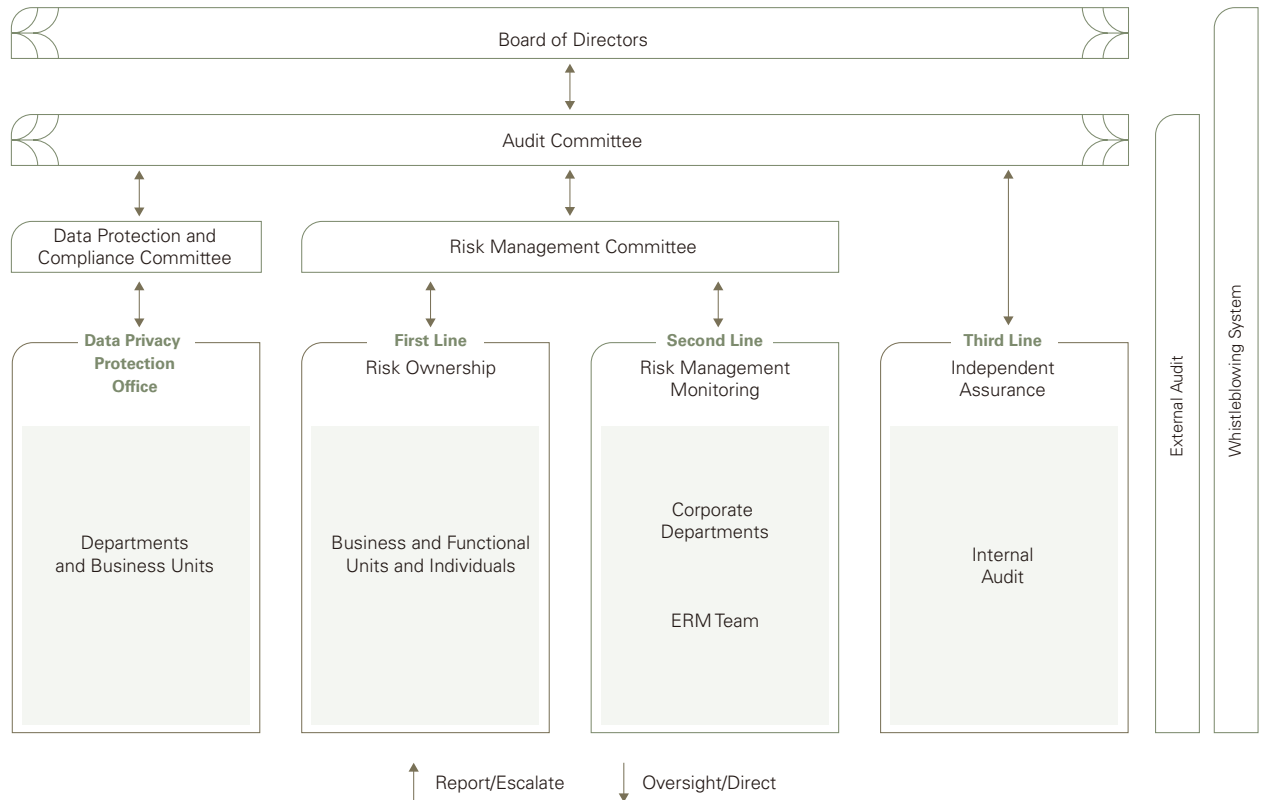 Board of Directors
Audit Committee
Data Protection and
Compliance Committee
Risk Management Committee
Data Privacy
Protection
Office
Departments
and Business Units
First Line
Risk Ownership
Business and Functional
Units and Individuals
Second Line
Risk Management
Monitoring
Corporate
Departments
ERM Team
Third Line
Independent
Assurance
Internal
Audit
External Audit
Whistleblowing System
Report/Escalate
Oversight/Direct